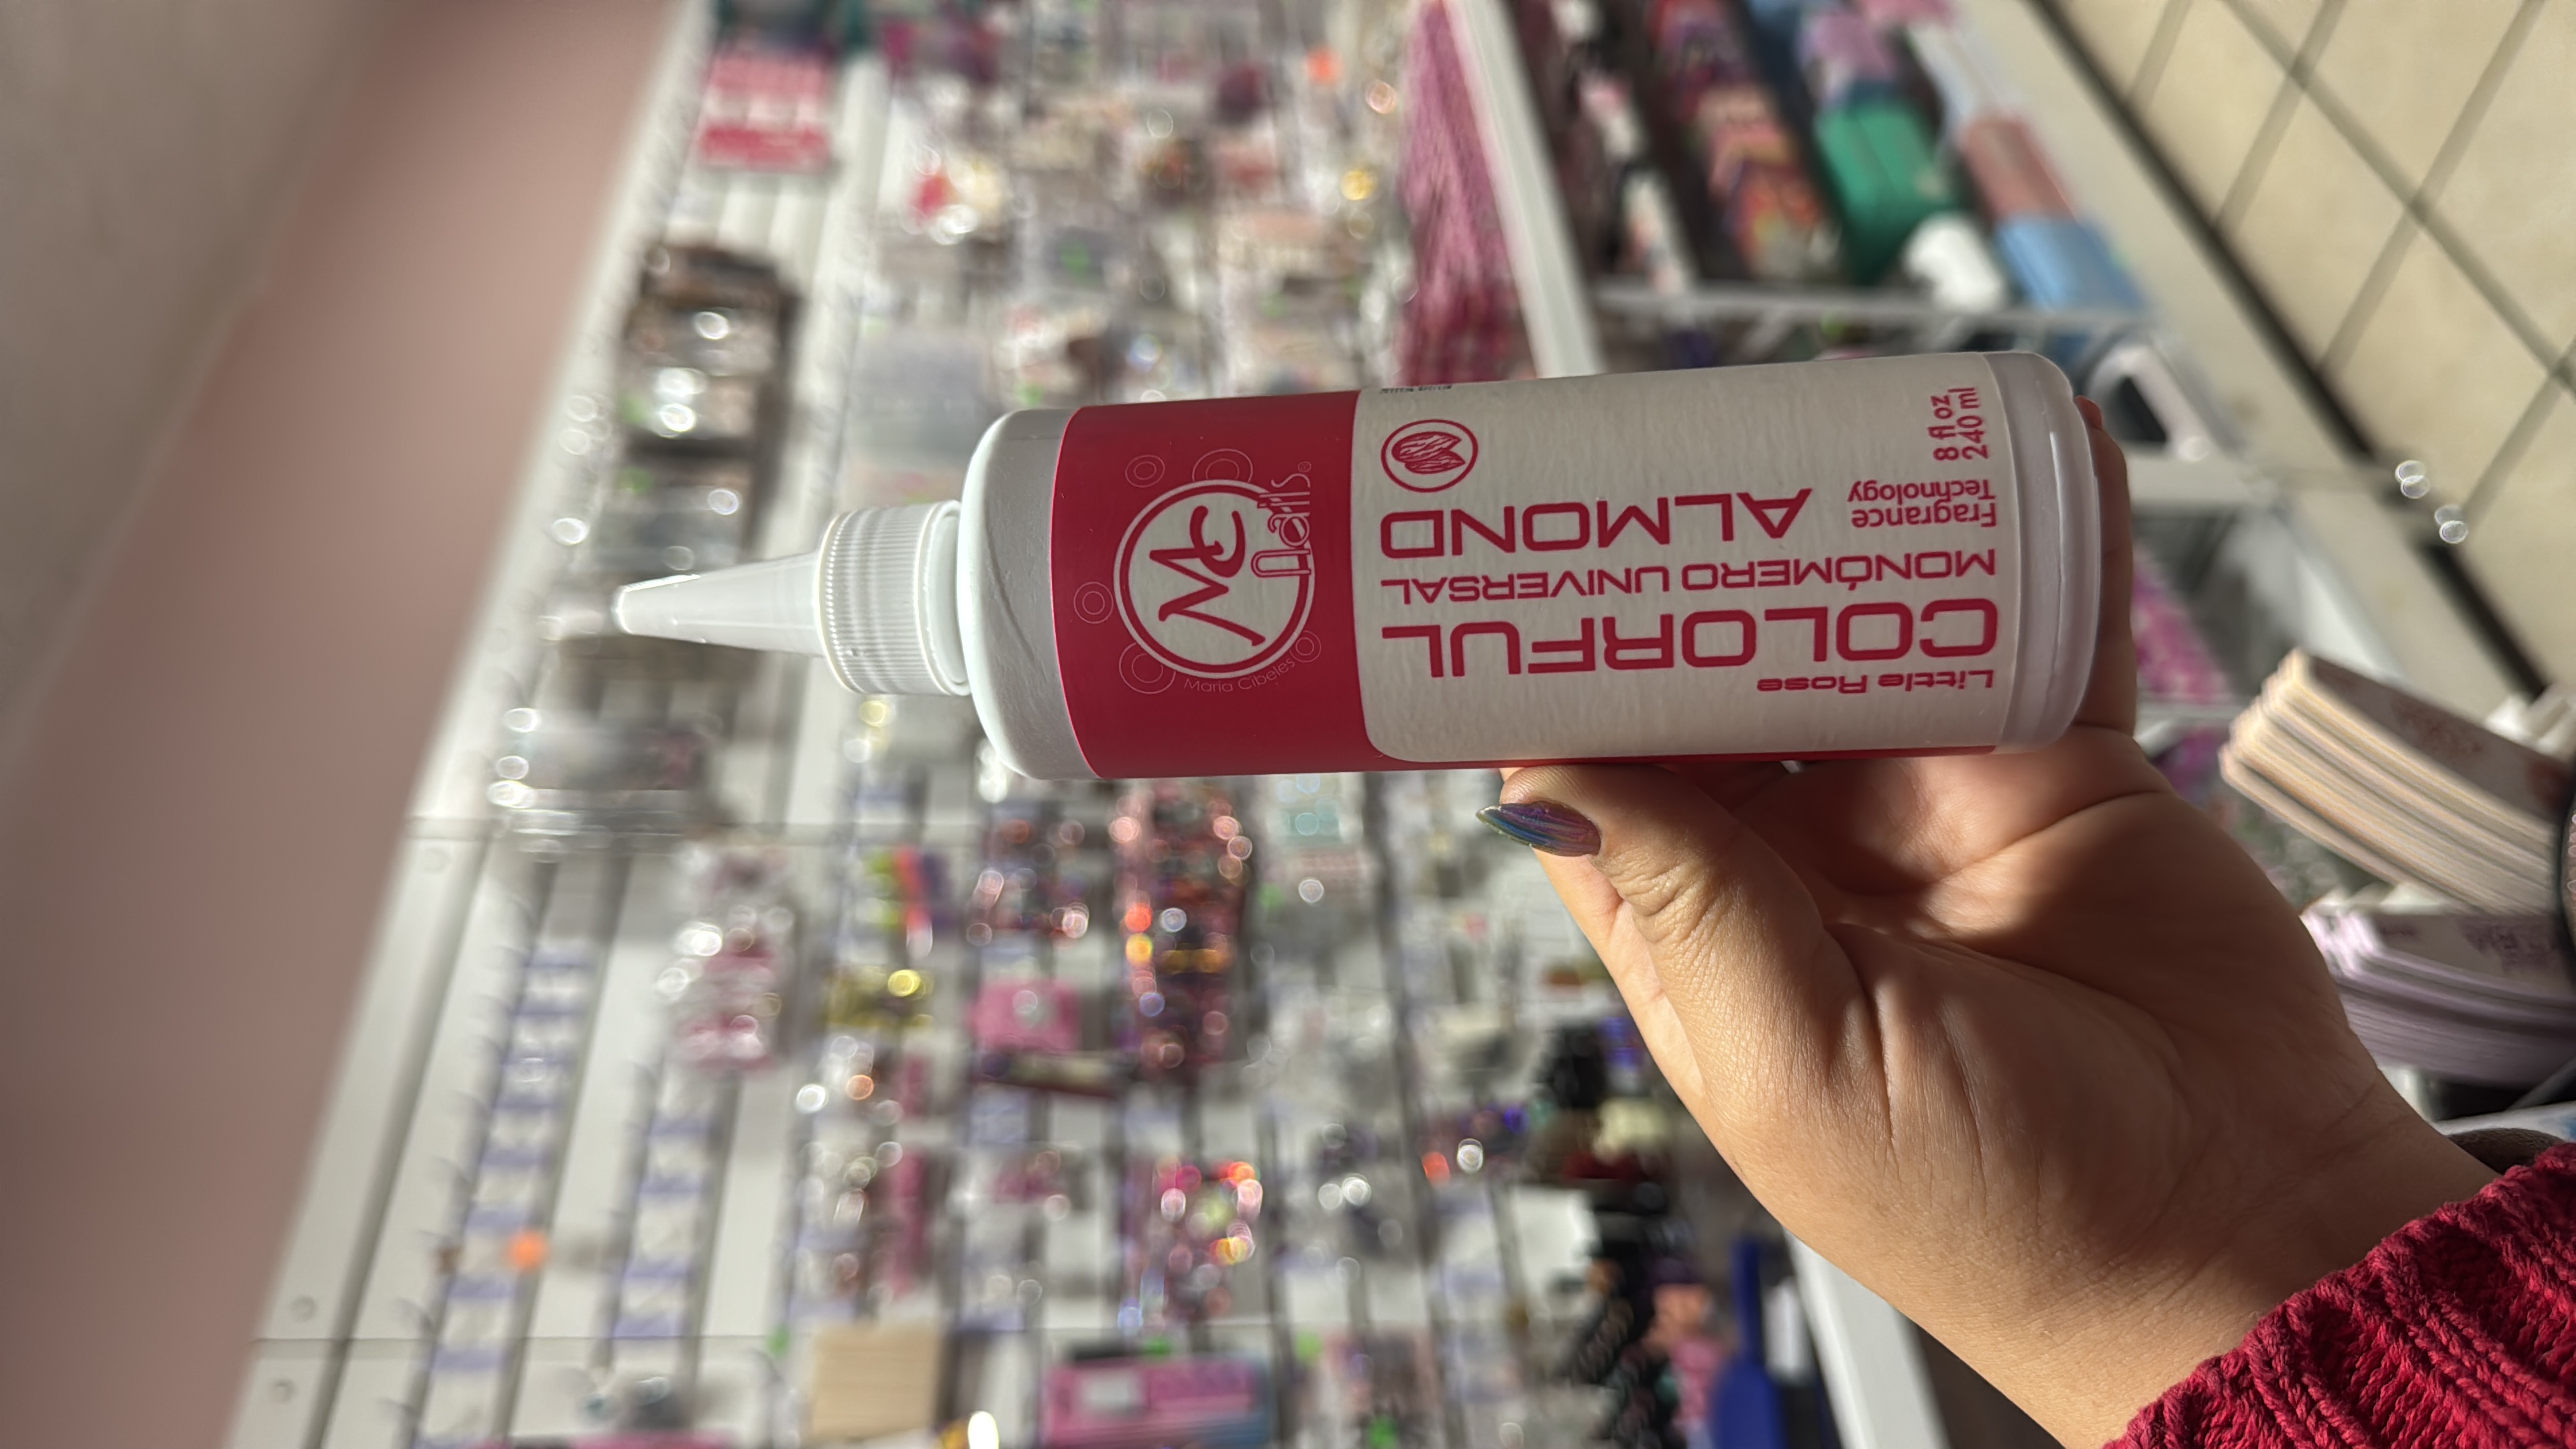 Mc
Nails®
María Cibeles
Little Rose
COLORFUL
MONÓMERO UNIVERSAL
ALMOND
Fragrance
Technology
8 fl oz
240 ml